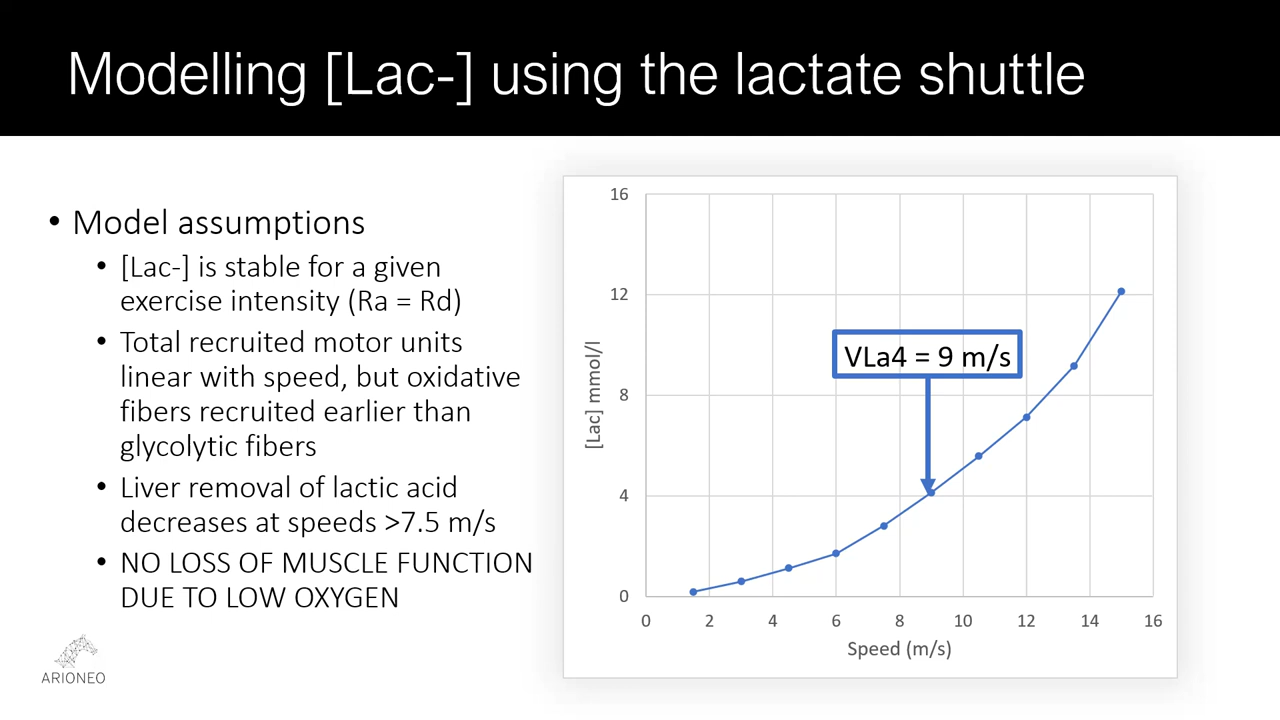 Modelling [Lac-] using the lactate shuttle
• Model assumptions
• [Lac-] is stable for a given
exercise intensity (Ra = Rd)
• Total recruited motor units
linear with speed, but oxidative
fibers recruited earlier than
glycolytic fibers
• Liver removal of lactic acid
decreases at speeds >7.5 m/s
• NO LOSS OF MUSCLE FUNCTION
DUE TO LOW OXYGEN
ARIONEO
16
12
8
4
0
[Lac] mmol/l
VLa4 = 9 m/s
0 2 4 6 8 10 12 14 16
Speed (m/s)